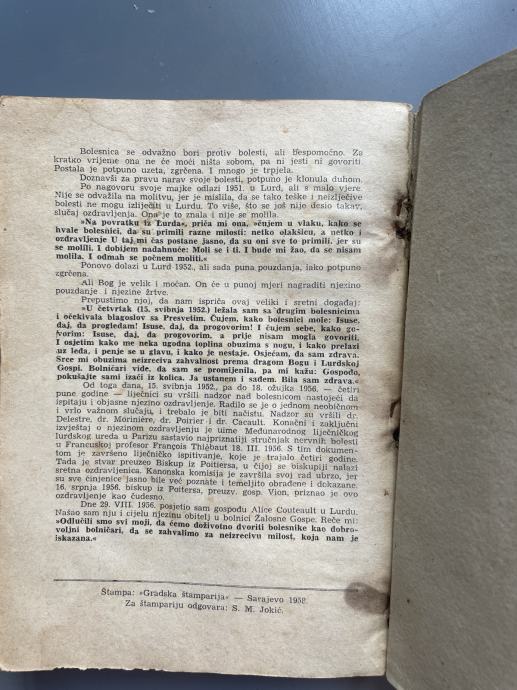 Bolesnica se odvažno bori protiv bolesti, ali bespomoćno. Za
kratko vrijeme ona ne će moći ništa sobom, pa ni jesti ni govoriti.
Postala je potpuno uzeta, zgrčena. I mnogo je trpjela.
Doznavši za pravu narav svoje bolesti, potpuno je klonula duhom.
Po nagovoru svoje majke odlazi 1951. u Lurd, ali s malo vjere.
Nije se odvažila na molitvu, jer je mislila, da se tako teške i neizlječive
bolesti ne mogu izliječiti u Lurdu. To više, što se još nije desio takav
slučaj ozdravljenja. Ona je to znala i nije se molila.
»Na povratku iz Lurda«, priča mi ona, »čujem u vlaku, kako se
hvale bolesnici, da su primili razne milosti: netko olakšicu, a netko i
ozdravljenje U taj mi čas postane jasno, da su oni sve to primili, jer su
se molili. I dobijem nadahnuće: Moli se i ti. I bude mi žao, da se nisam
molila. I odmah se počnem moliti.«
Ponovo dolazi u Lurd 1952., ali sada puna pouzdanja, iako potpuno
zgrčena.
Ali Bog je velik i moćan. On će u punoj mjeri nagraditi njezino
pouzdanje i njezine žrtve.
Prepustimo njoj, da nam ispriča ovaj veliki i sretni događaj:
»U četvrtak (15. svibnja 1952.) ležala sam sa drugim bolesnicima
i očekivala blagoslov sa Presvetim. Čujem, kako bolesnici mole: Isuse,
daj, da progledam! Isuse, daj, da progovorim! I čujem sebe, kako go-
vorim: Isuse, daj, da progovorim, a prije nisam mogla govoriti.
I osjetim kako me neka ugodna toplina obuzima s nogu, i kako prelazi
uz leđa, i penje se u glavu, i kako je nestaje. Osjećam, da sam zdrava.
Srce mi obuzima neizreciva zahvalnost prema dragom Bogu i Lurdskoj
Gospi. Bolničari vide, da sam se promijenila, pa mi kažu: Gospođo,
pokušajte sami izaći iz kolica. Ja ustanem i sađem. Bila sam zdrava.«
Od toga dana, 15. svibnja 1952., pa do 18. ožujka 1956. — četiri
pune godine — liječnici su vršili nadzor nad bolesnicom nastojeći da
ispitaju i objasne njezino ozdravljenje. Radilo se je o jednom neobičnom
i vrlo važnom slučaju, i trebalo je biti načistu. Nadzor su vršili dr.
Delestre, dr. Morinière, dr. Poirier i dr. Cacault. Konačni i zaključni
izvještaj o njezinom ozdravljenju je u ime Međunarodnog liječničkog
lurdskog ureda u Parizu sastavio najpriznatiji stručnjak nervnih bolesti
u Francuskoj Professor François Thiébaut 18. III. 1956. S tim dokumen-
tom je završeno liječničko ispitivanje, koje je trajalo četiri godine.
Tada je stvar preuzeo Biskup iz Poitiersa, u čijoj se biskupiji nalazi
sretna ozdravljenica. Kanonska komisija je završila svoj rad ubrzo, jer
su sve činjenice jasno bile već poznate i temeljito obrađene i dokazane.
16. srpnja 1956. biskup iz Poitersa, preuzv. gosp. Vion, priznao je ovo
ozdravljenje kao čudesno.
Dne 29. VIII. 1956. posjetio sam gospođu Alice Couteault u Lurdu.
Našao sam nju i cijelu njezinu obitelj u bolnici Žalosne Gospe. Reče mi:
»Odlučili smo svi moji, da ćemo doživotno dvoriti bolesnike kao dobro-
voljni bolničari, da se zahvalimo za neizrecivu milost, koja nam je
iskazana.«
Štampa: »Gradska štamparija« — Sarajevo 1958.
Za štampariju odgovara: S. M. Jokić.